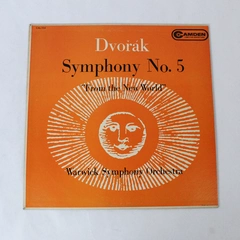 Dvořák
CAMDEN
Symphony No. 5
"From the New World"
Warwick Symphony Orchestra